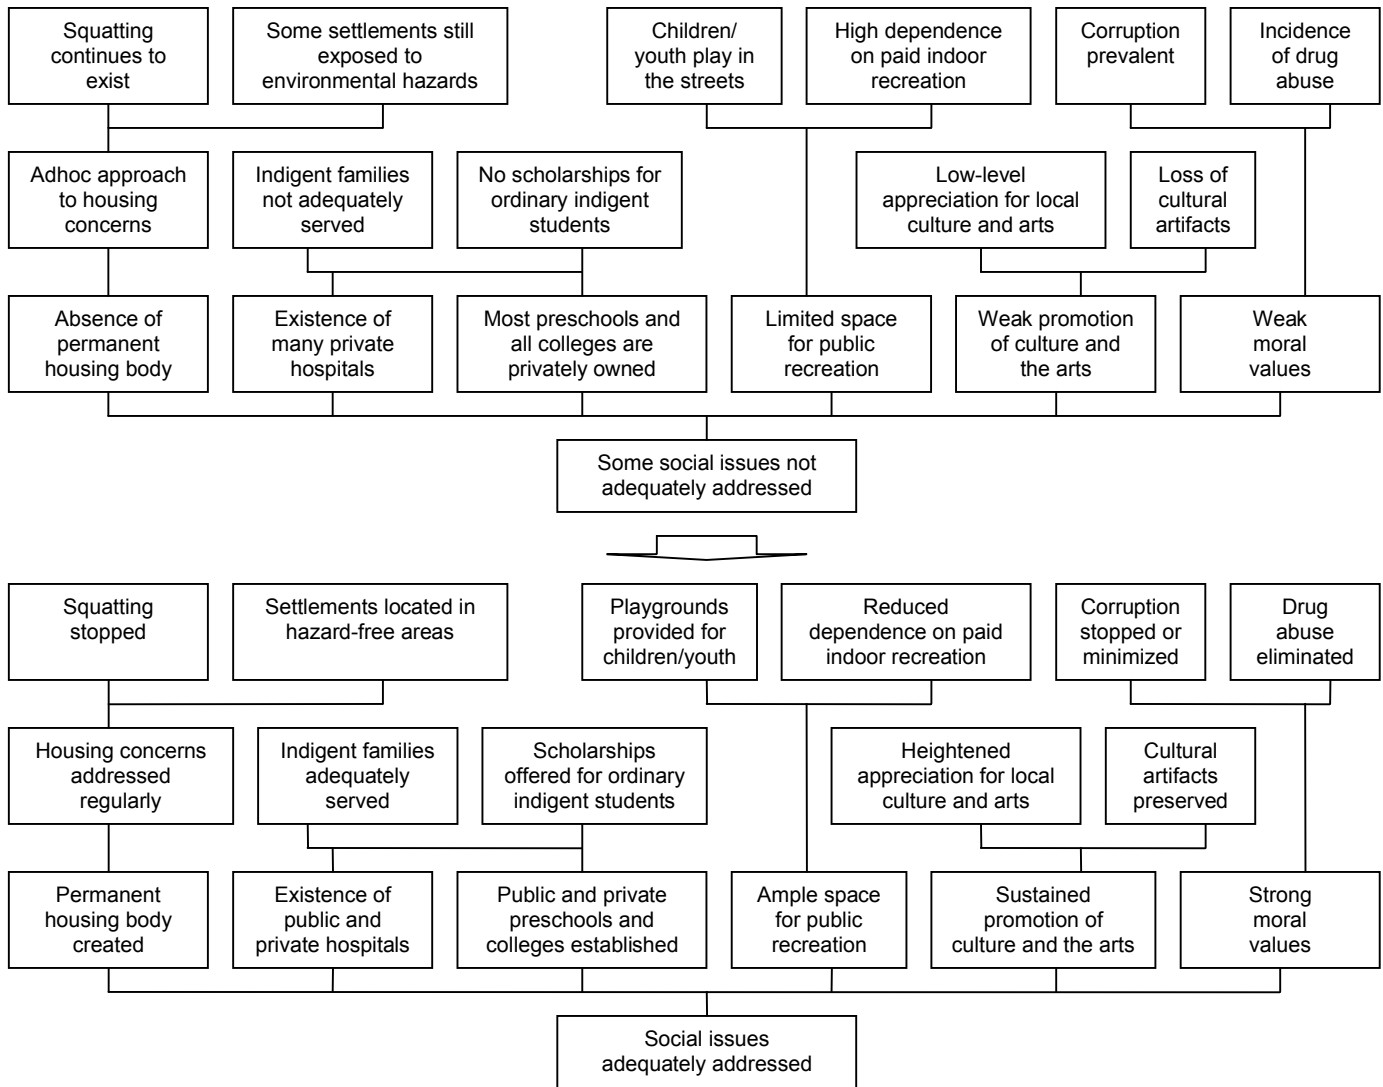 Squatting
continues to
exist
Some settlements still
exposed to
environmental hazards
Children/
youth play in
the streets
High dependence
on paid indoor
recreation
Corruption
prevalent
Incidence
of drug
abuse
Adhoc approach
to housing
concerns
Indigent families
not adequately
served
No scholarships for
ordinary indigent
students
Low-level
appreciation for local
culture and arts
Loss of
cultural
artifacts
Absence of
permanent
housing body
Existence of
many private
hospitals
Most preschools and
all colleges are
privately owned
Limited space
for public
recreation
Weak promotion
of culture and
the arts
Weak
moral
values
Some social issues not
adequately addressed
Squatting
stopped
Settlements located in
hazard-free areas
Playgrounds
provided for
children/youth
Reduced
dependence on paid
indoor recreation
Corruption
stopped or
minimized
Drug
abuse
eliminated
Housing concerns
addressed
regularly
Indigent families
adequately
served
Scholarships
offered for ordinary
indigent students
Heightened
appreciation for local
culture and arts
Cultural
artifacts
preserved
Permanent
housing body
created
Existence of
public and
private hospitals
Public and private
preschools and
colleges established
Ample space
for public
recreation
Sustained
promotion of
culture and the arts
Strong
moral
values
Social issues
adequately addressed